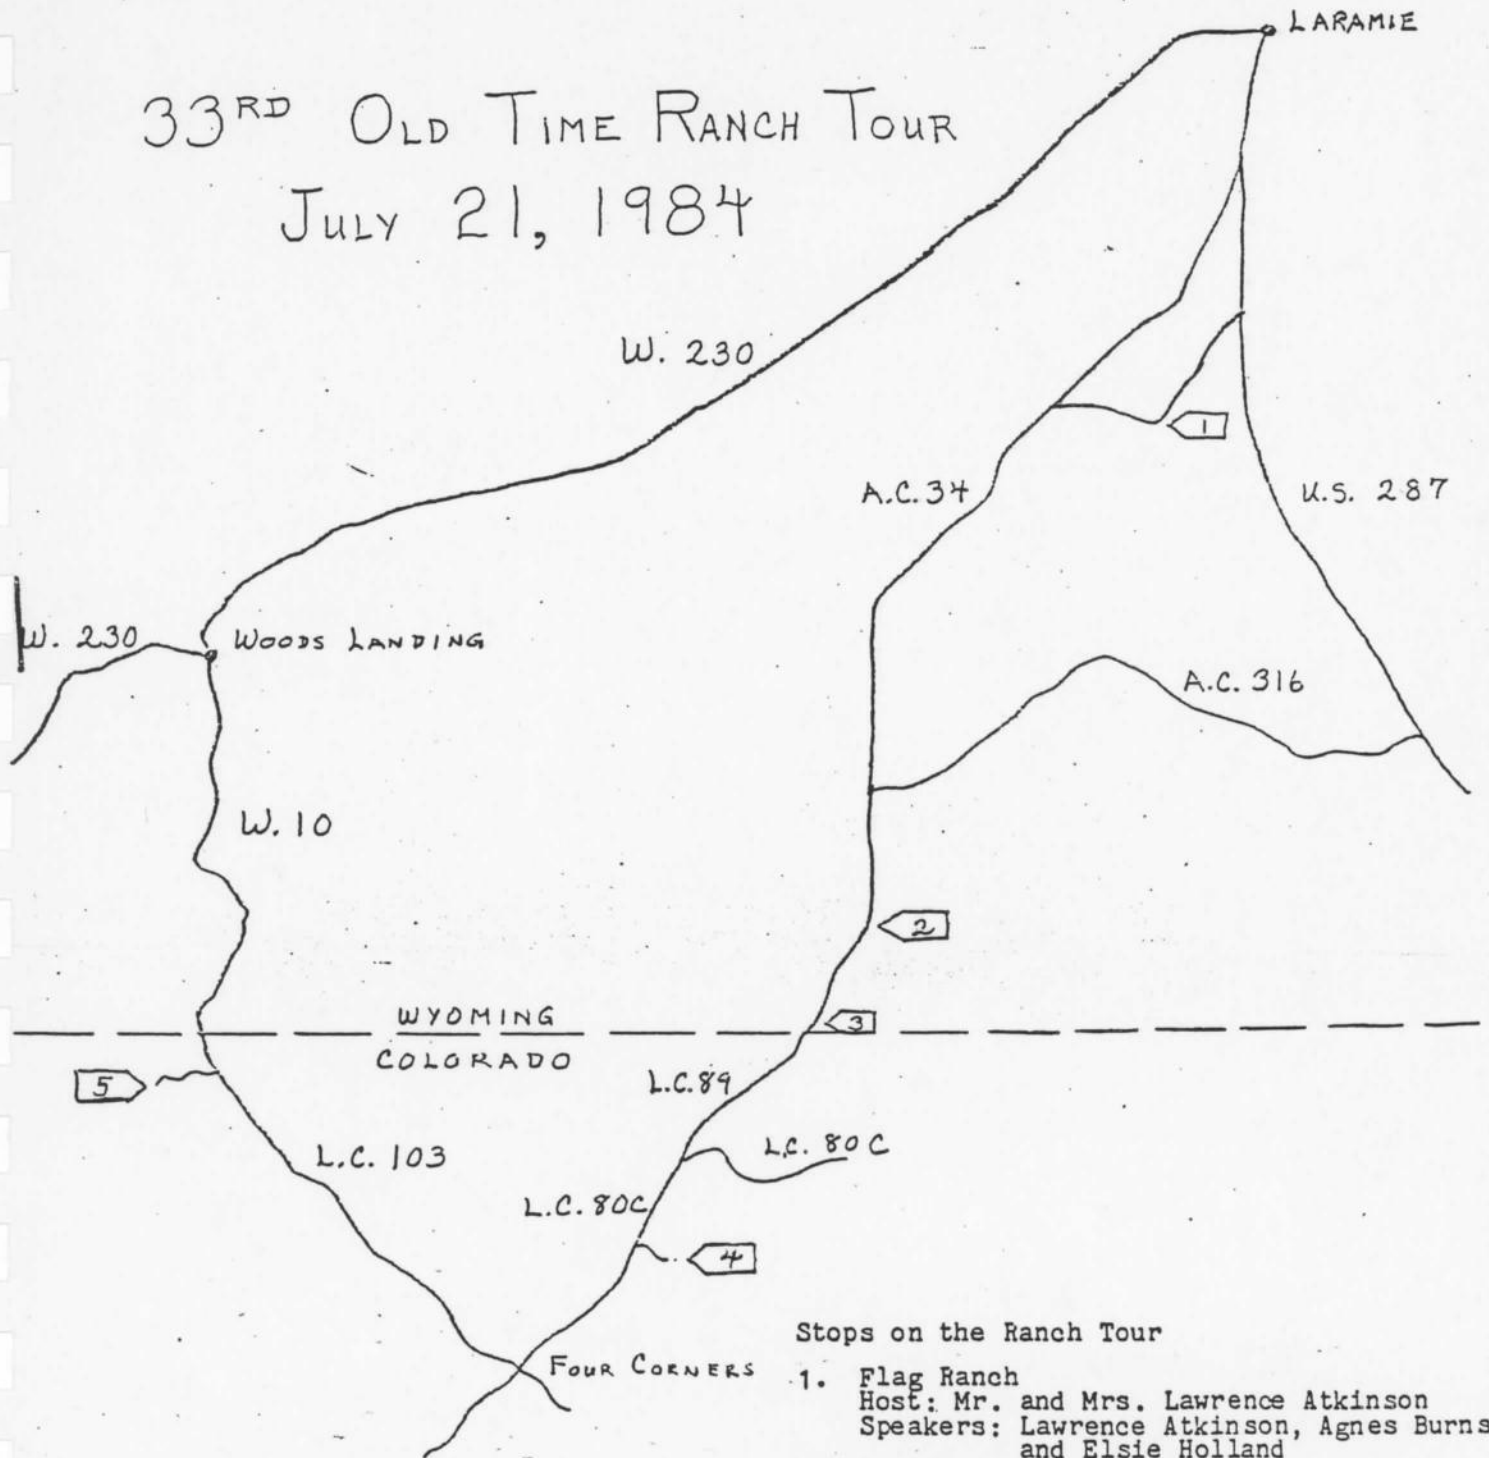 LARAMIE
33RD OLD TIME RANCH TOUR
JULY 21, 1984
W. 230
1
A.C. 34
U.S. 287
W. 230
WOODS LANDING
A.C. 316
W. 10
2
WYOMING
3
COLORADO
5
L.C. 89
L.C. 103
L.C. 80C
L.C. 80C
4
FOUR CORNERS
Stops on the Ranch Tour
1. Flag Ranch
Host: Mr. and Mrs. Lawrence Atkinson
Speakers: Lawrence Atkinson, Agnes Burns
and Elsie Holland